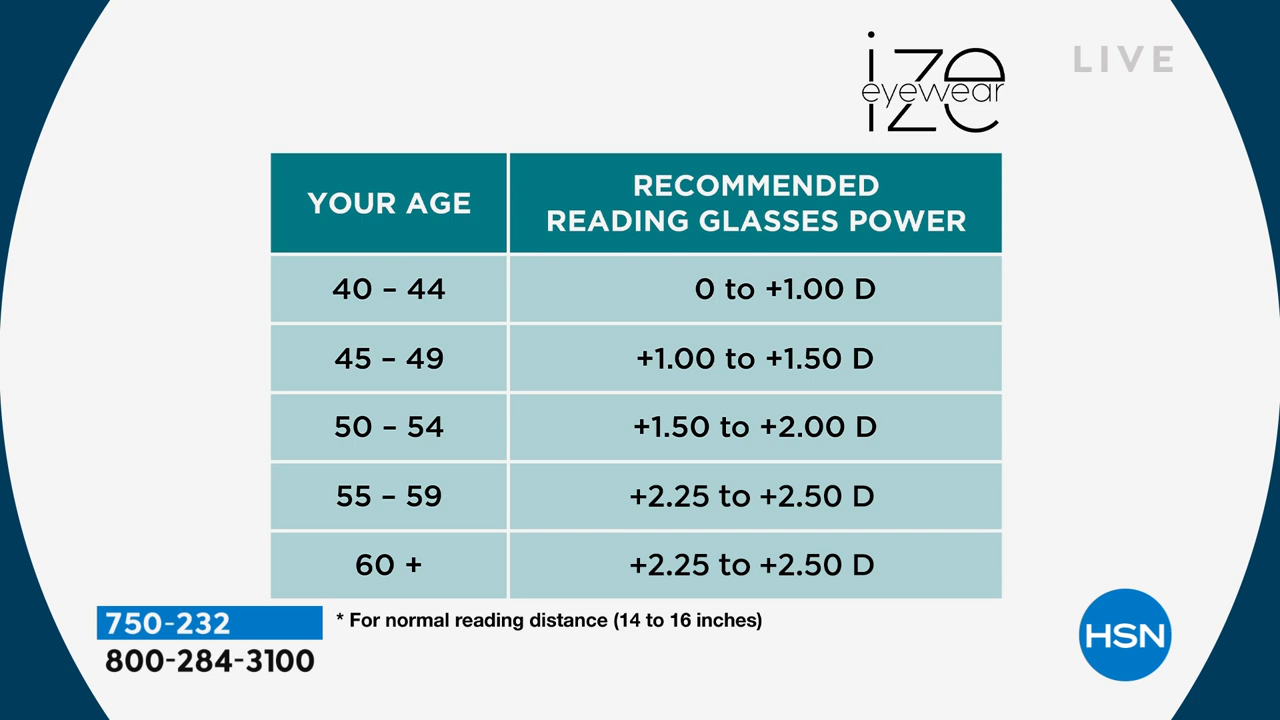 ize
eyewear
LIVE
YOUR AGE
RECOMMENDED
READING GLASSES POWER
40 – 44
0 to +1.00 D
45 – 49
+1.00 to +1.50 D
50 – 54
+1.50 to +2.00 D
55 – 59
+2.25 to +2.50 D
60 +
+2.25 to +2.50 D
750-232
* For normal reading distance (14 to 16 inches)
800-284-3100
HSN